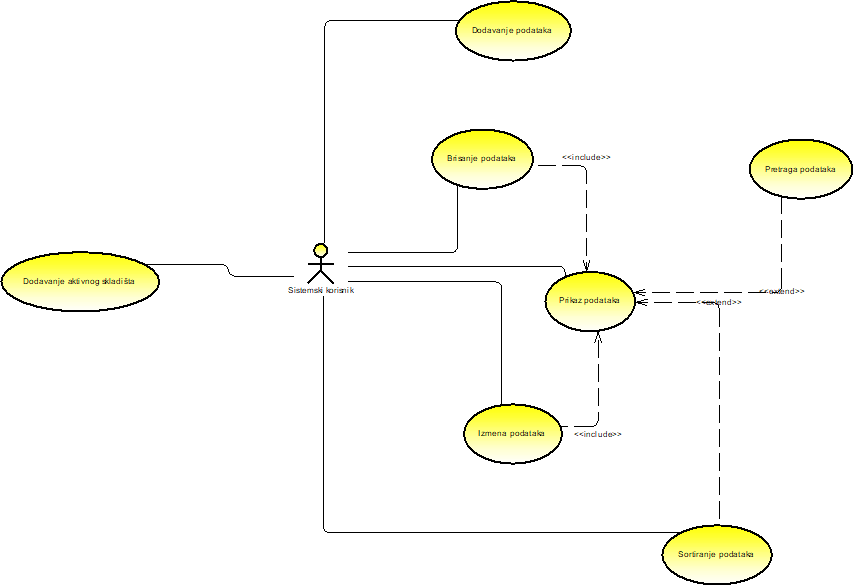 Dodavanje podataka
Brisanje podataka
<<include>>
Pretraga podataka
Dodavanje aktivnog skladišta
Sistemski korisnik
Prikaz podataka
<<extend>>
<<extend>>
Izmena podataka
<<include>>
Sortiranje podataka